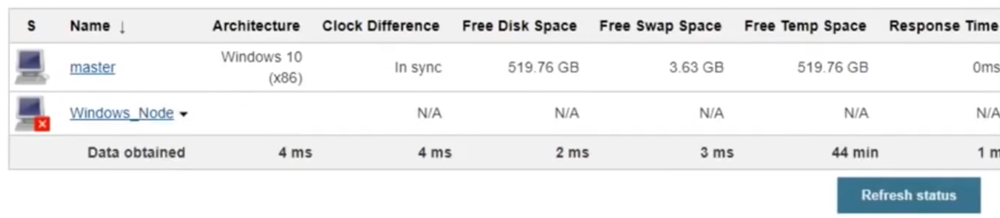 S Name ↓ Architecture Clock Difference Free Disk Space Free Swap Space Free Temp Space Response Time
master Windows 10 (x86) In sync 519.76 GB 3.63 GB 519.76 GB 0ms
Windows_Node N/A N/A N/A N/A N/A
Data obtained 4 ms 4 ms 2 ms 3 ms 44 min 1 m
Refresh status